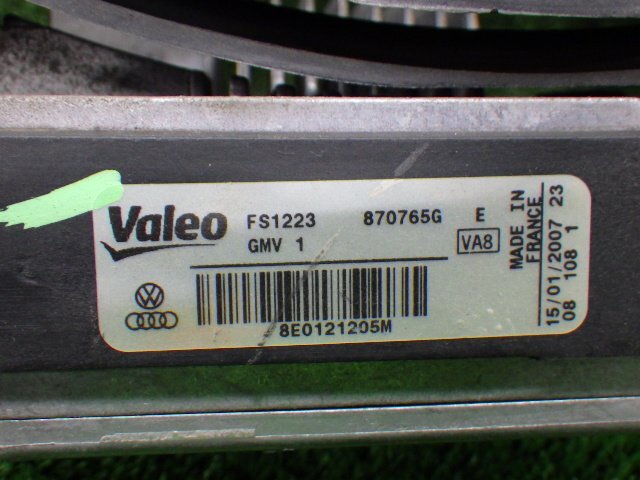 Valeo FS1223 870765G E
GMV 1 VA8
8E0121205M
MADE IN
FRANCE
15/01/2007 23
08 108 1